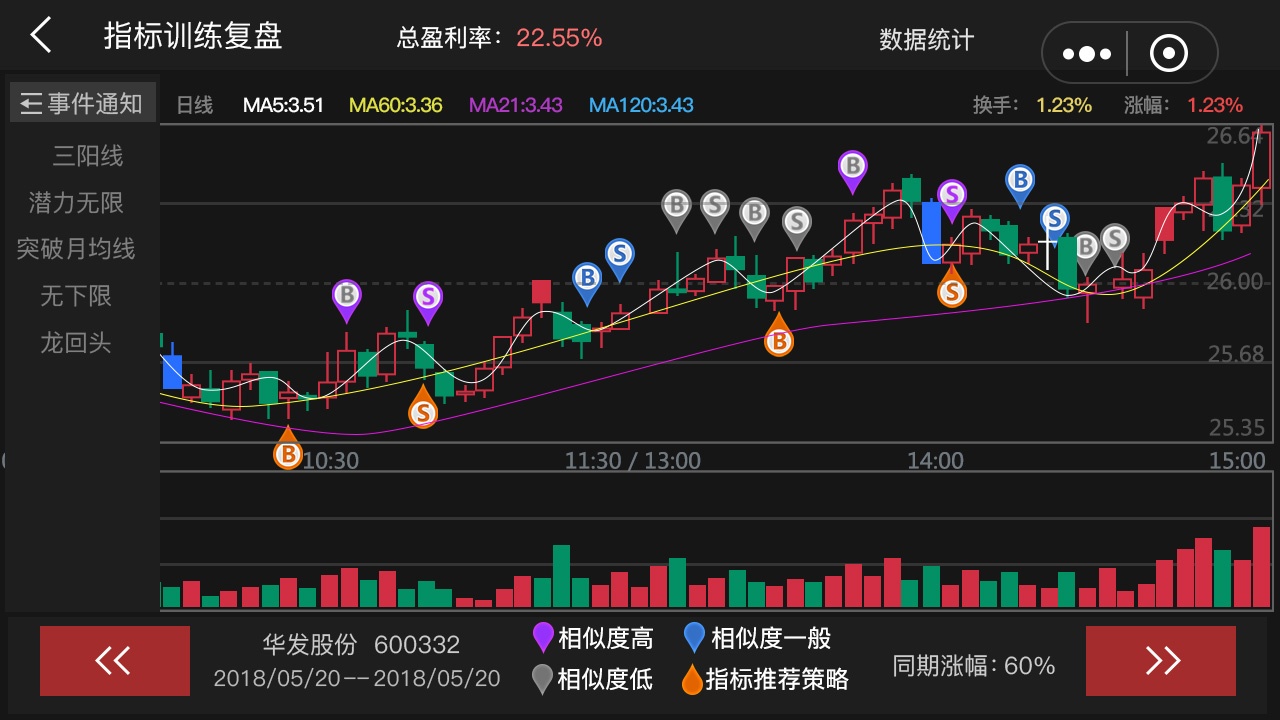 指标训练复盘
总盈利率：22.55%
数据统计
事件通知
日线 MA5:3.51 MA60:3.36 MA21:3.43 MA120:3.43
换手： 1.23% 涨幅： 1.23%
三阳线
潜力无限
突破月均线
无下限
龙回头
26.64
26.00
25.68
25.35
B
S
B
S
B
S
B
S
B
S
B
S
B
S
B
S
B
S
10:30 11:30 / 13:00 14:00 15:00
华发股份 600332
2018/05/20——2018/05/20
相似度高
相似度一般
相似度低
指标推荐策略
同期涨幅：60%